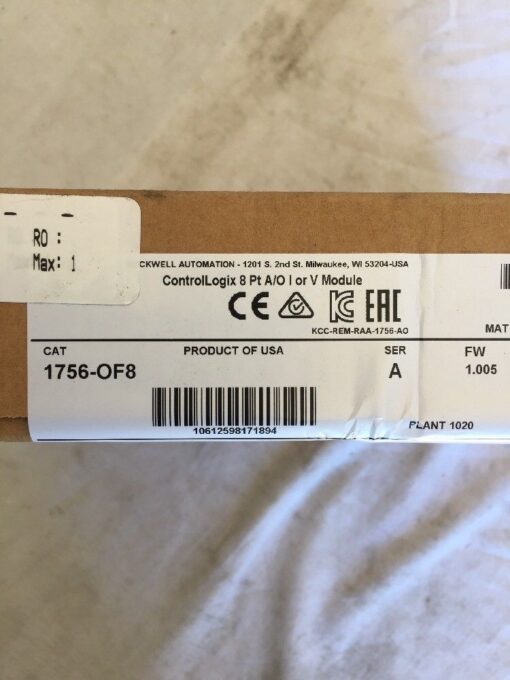 RO :
Max: 1
CKWELL AUTOMATION - 1201 S. 2nd St. Milwaukee, WI 53204-USA
ControlLogix 8 Pt A/O I or V Module
CE KC EAC
KCC-REM-RAA-1756-AO
MAT
CAT PRODUCT OF USA SER FW
1756-OF8 A 1.005
10612598171894
PLANT 1020